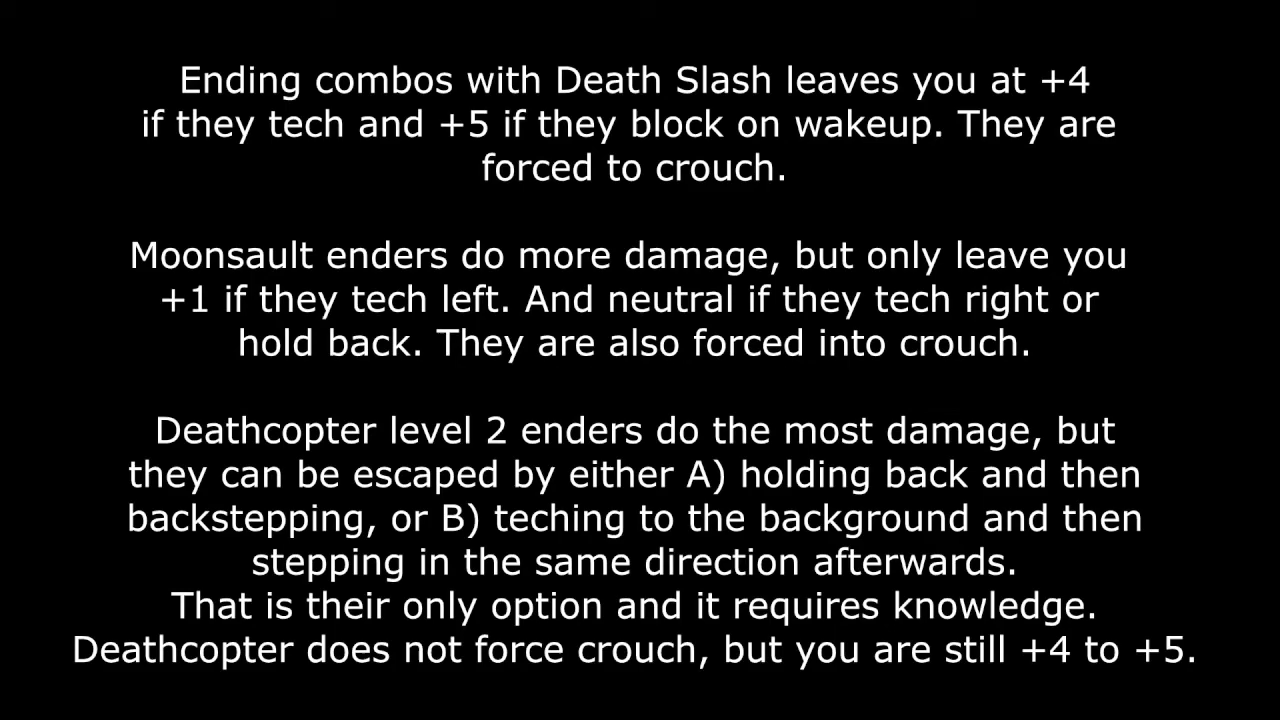 Ending combos with Death Slash leaves you at +4
if they tech and +5 if they block on wakeup. They are
forced to crouch.
Moonsault enders do more damage, but only leave you
+1 if they tech left. And neutral if they tech right or
hold back. They are also forced into crouch.
Deathcopter level 2 enders do the most damage, but
they can be escaped by either A) holding back and then
backstepping, or B) teching to the background and then
stepping in the same direction afterwards.
That is their only option and it requires knowledge.
Deathcopter does not force crouch, but you are still +4 to +5.